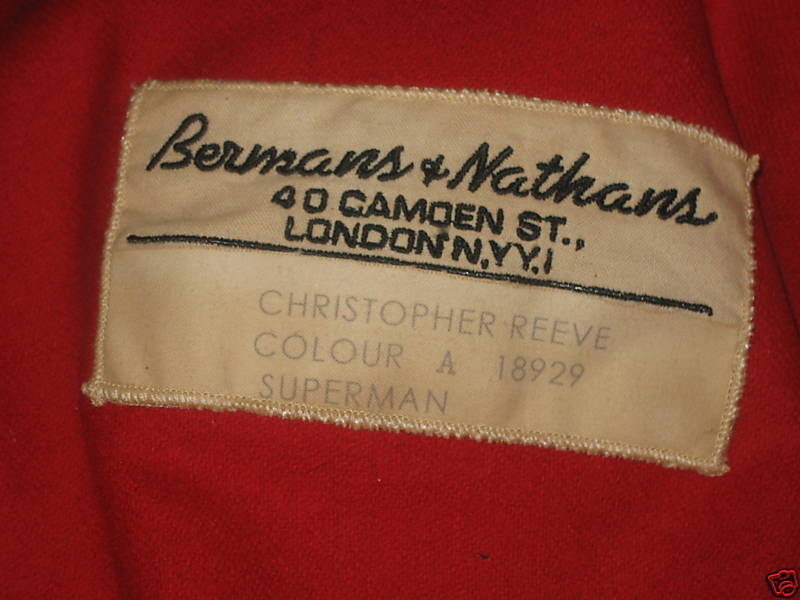 Bermans & Nathans
40 CAMDEN ST.,
LONDON N,W,1
CHRISTOPHER REEVE
COLOUR A 18929
SUPERMAN